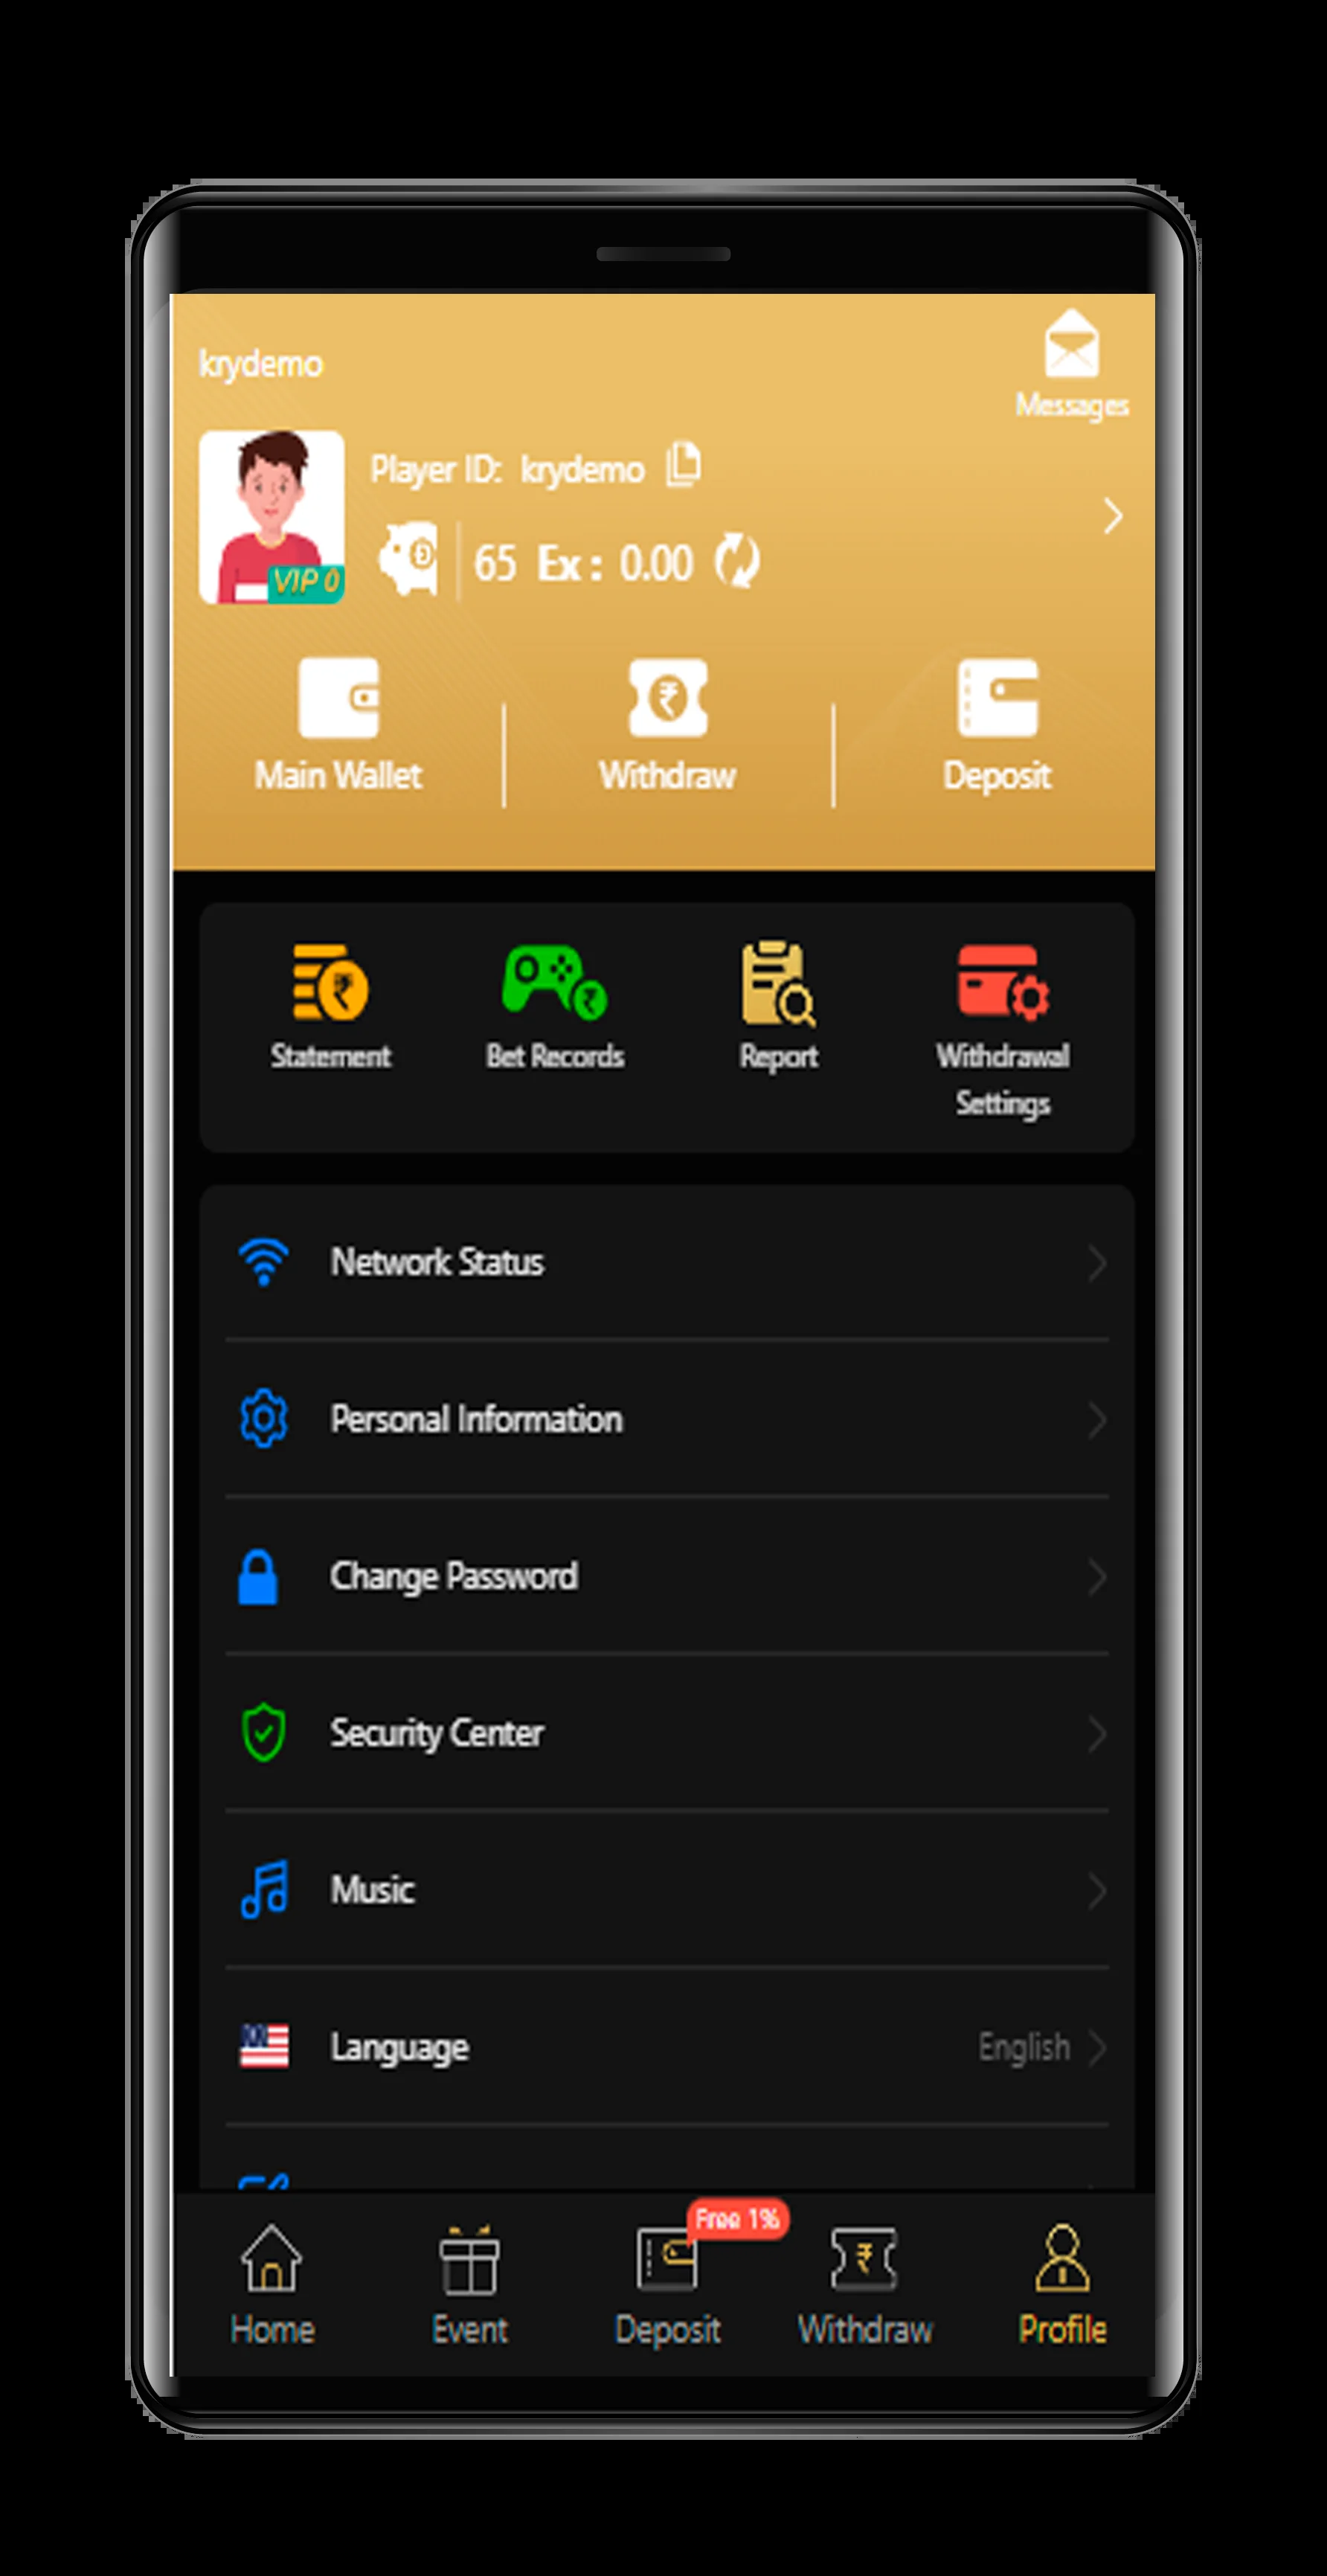 krydemo
Messages
Player ID: krydemo
VIP 0
65 Ex : 0.00
Main Wallet
Withdraw
Deposit
Statement
Bet Records
Report
Withdrawal
Settings
Network Status
Personal Information
Change Password
Security Center
Music
Language
English
Free 1%
Home
Event
Deposit
Withdraw
Profile